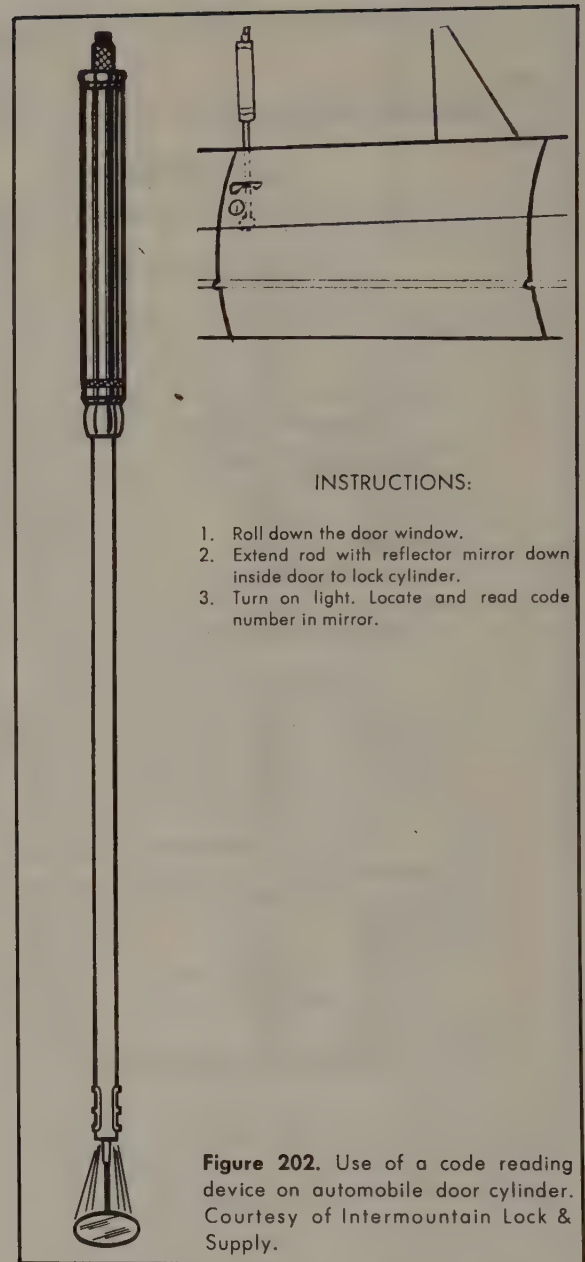 INSTRUCTIONS:
1. Roll down the door window.
2. Extend rod with reflector mirror down
inside door to lock cylinder.
3. Turn on light. Locate and read code
number in mirror.
Figure 202. Use of a code reading
device on automobile door cylinder.
Courtesy of Intermountain Lock &
Supply.